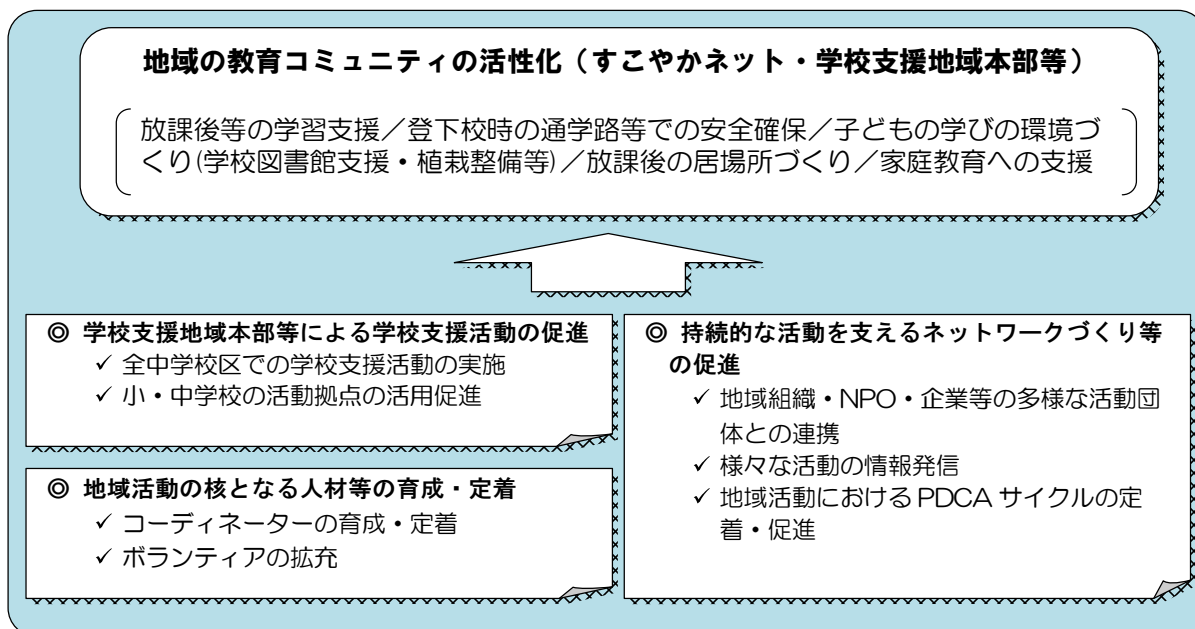 地域の教育コミュニティの活性化（すこやかネット・学校支援地域本部等）
放課後等の学習支援／登下校時の通学路等での安全確保／子どもの学びの環境づ
くり(学校図書館支援・植栽整備等)／放課後の居場所づくり／家庭教育への支援
◎ 学校支援地域本部等による学校支援活動の促進
✓ 全中学校区での学校支援活動の実施
✓ 小・中学校の活動拠点の活用促進
◎ 地域活動の核となる人材等の育成・定着
✓ コーディネーターの育成・定着
✓ ボランティアの拡充
◎ 持続的な活動を支えるネットワークづくり等
の促進
✓ 地域組織・NPO・企業等の多様な活動団
体との連携
✓ 様々な活動の情報発信
✓ 地域活動における PDCA サイクルの定
着・促進